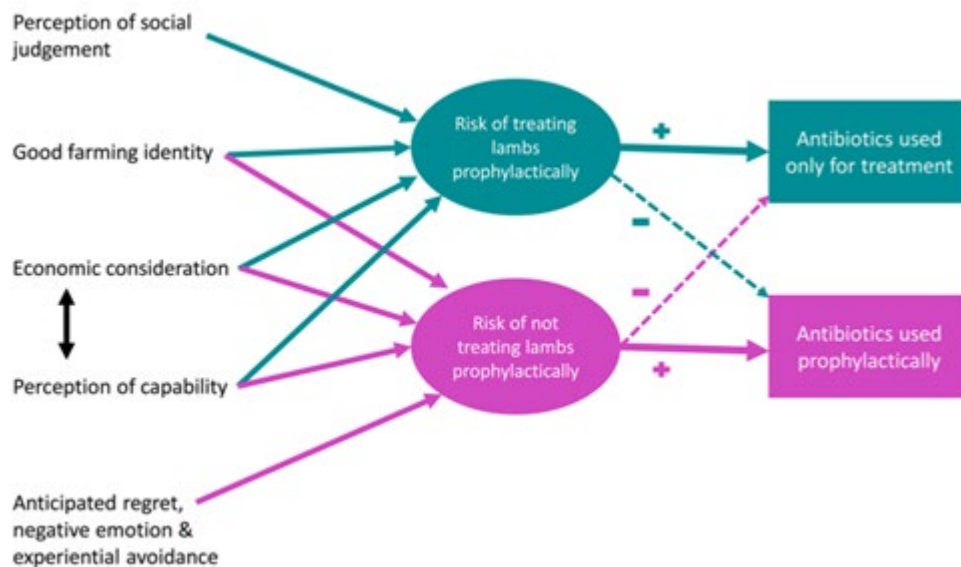 Perception of social
judgement
Good farming identity
Economic consideration
Perception of capability
Anticipated regret,
negative emotion &
experiential avoidance
Risk of treating
lambs
prophylactically
Risk of not
treating lambs
prophylactically
+
-
-
+
Antibiotics used
only for treatment
Antibiotics used
prophylactically